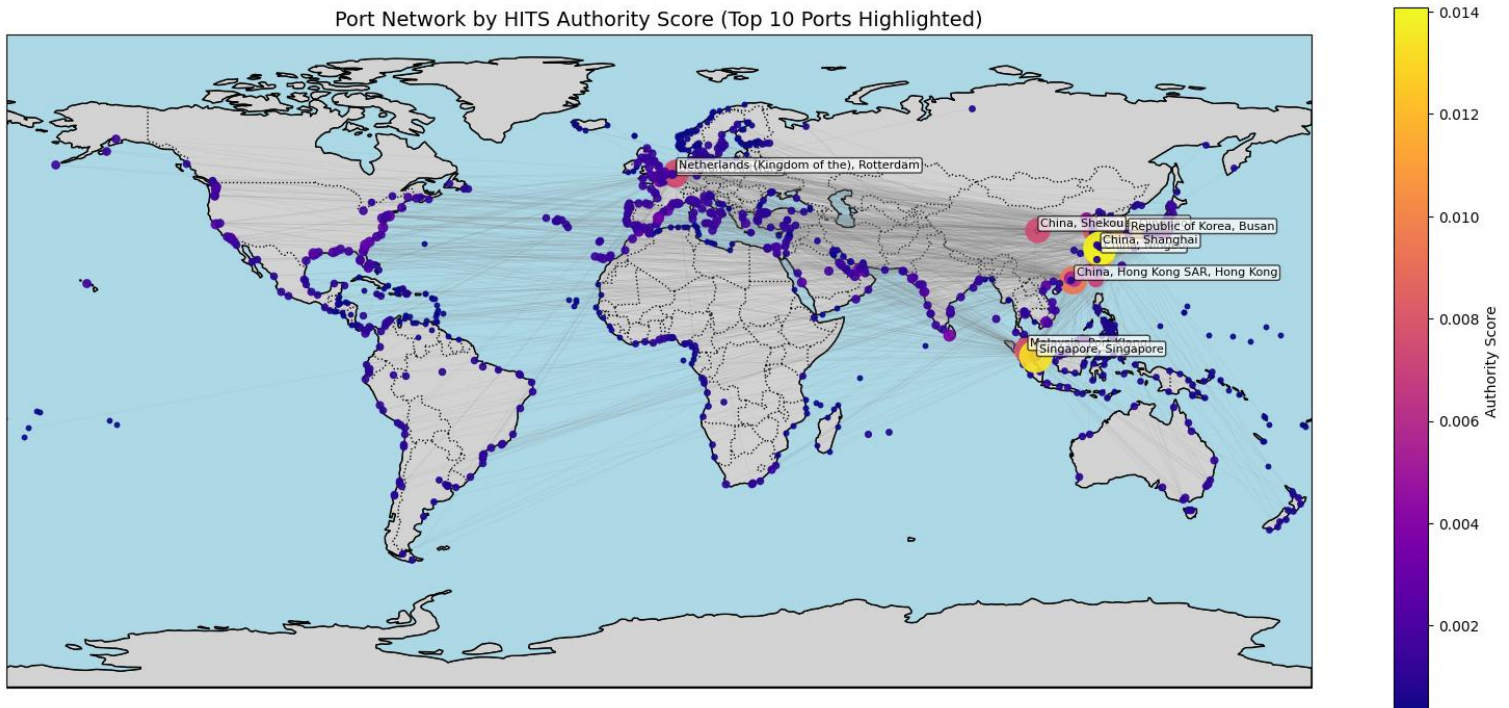 Port Network by HITS Authority Score (Top 10 Ports Highlighted)
Netherlands (Kingdom of the), Rotterdam
China, Shekou
Republic of Korea, Busan
China, Shanghai
China, Hong Kong SAR, Hong Kong
Singapore, Singapore
0.014
0.012
0.010
0.008
0.006
0.004
0.002
Authority Score